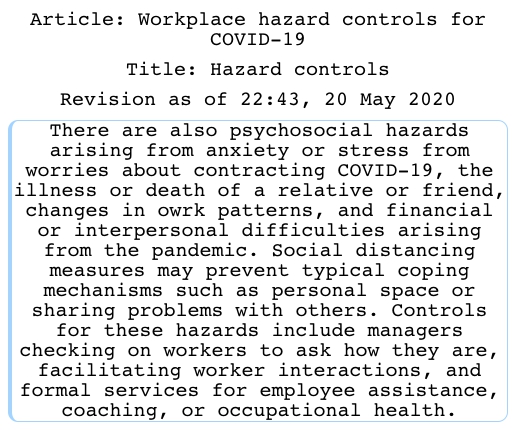 Article: Workplace hazard controls for
COVID-19
Title: Hazard controls
Revision as of 22:43, 20 May 2020
There are also psychosocial hazards
arising from anxiety or stress from
worries about contracting COVID-19, the
illness or death of a relative or friend,
changes in owrk patterns, and financial
or interpersonal difficulties arising
from the pandemic. Social distancing
measures may prevent typical coping
mechanisms such as personal space or
sharing problems with others. Controls
for these hazards include managers
checking on workers to ask how they are,
facilitating worker interactions, and
formal services for employee assistance,
coaching, or occupational health.